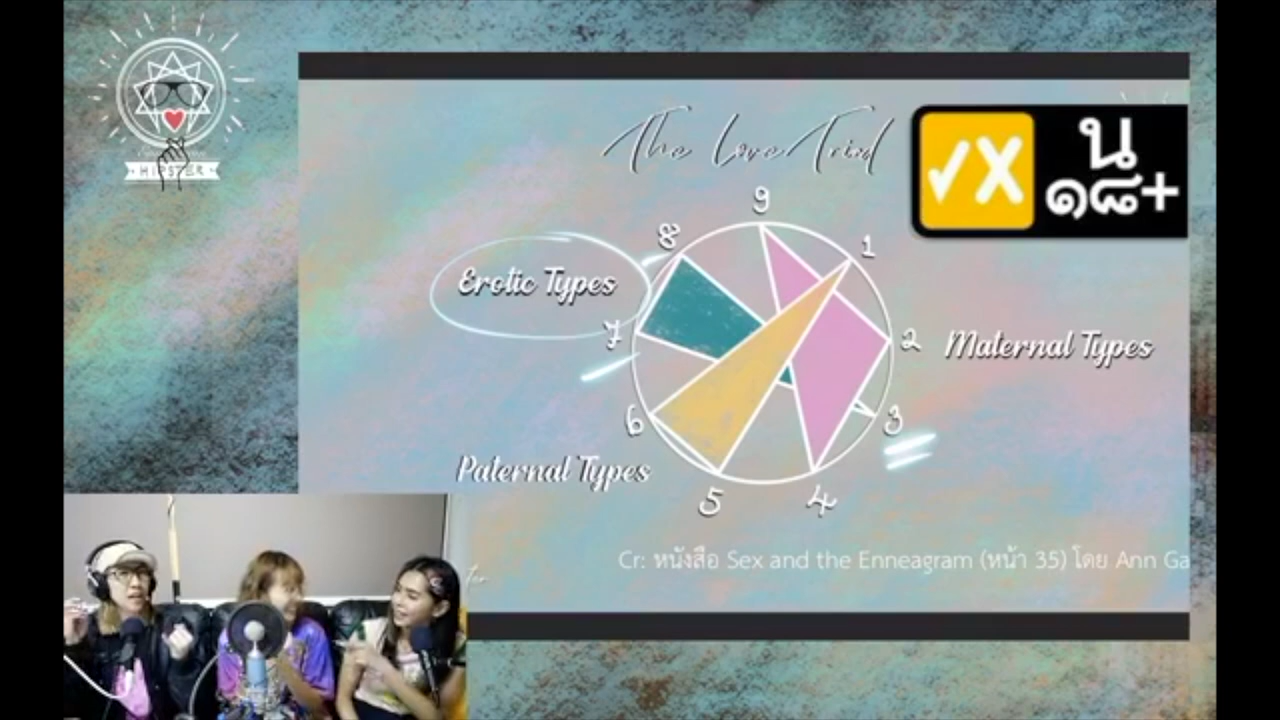 HIPSTER
The Love Triad
น
๑๘+
9
8
1
Erotic Types
7
2
Maternal Types
6
3
Paternal Types
5
4
Cr: หนังสือ Sex and the Enneagram (หน้า 35) โดย Ann Ga